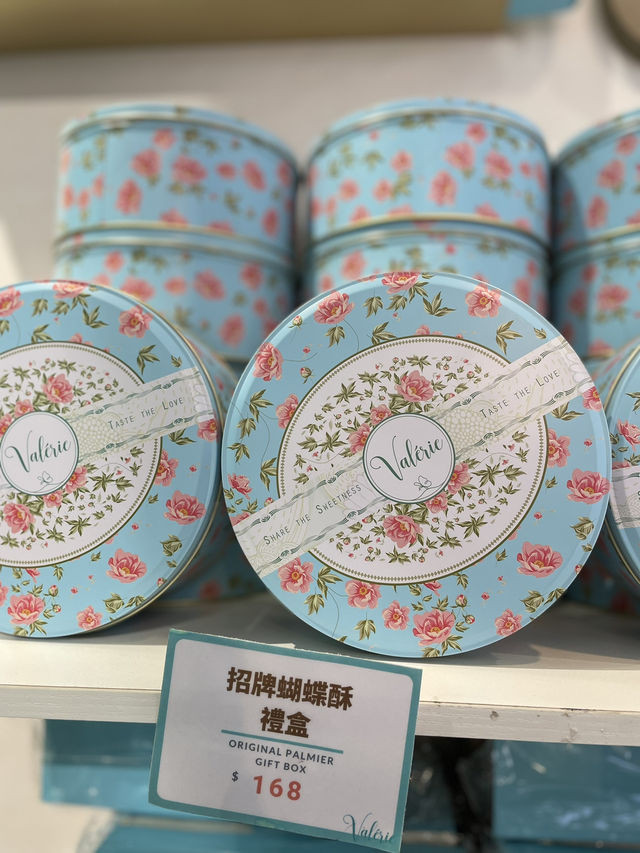 Valérie
TASTE THE LOVE
TASTE THE LOVE
Valérie
SHARE THE SWEETNESS
招牌蝴蝶酥
禮盒
ORIGINAL PALMIER
GIFT BOX
$ 168
Valérie